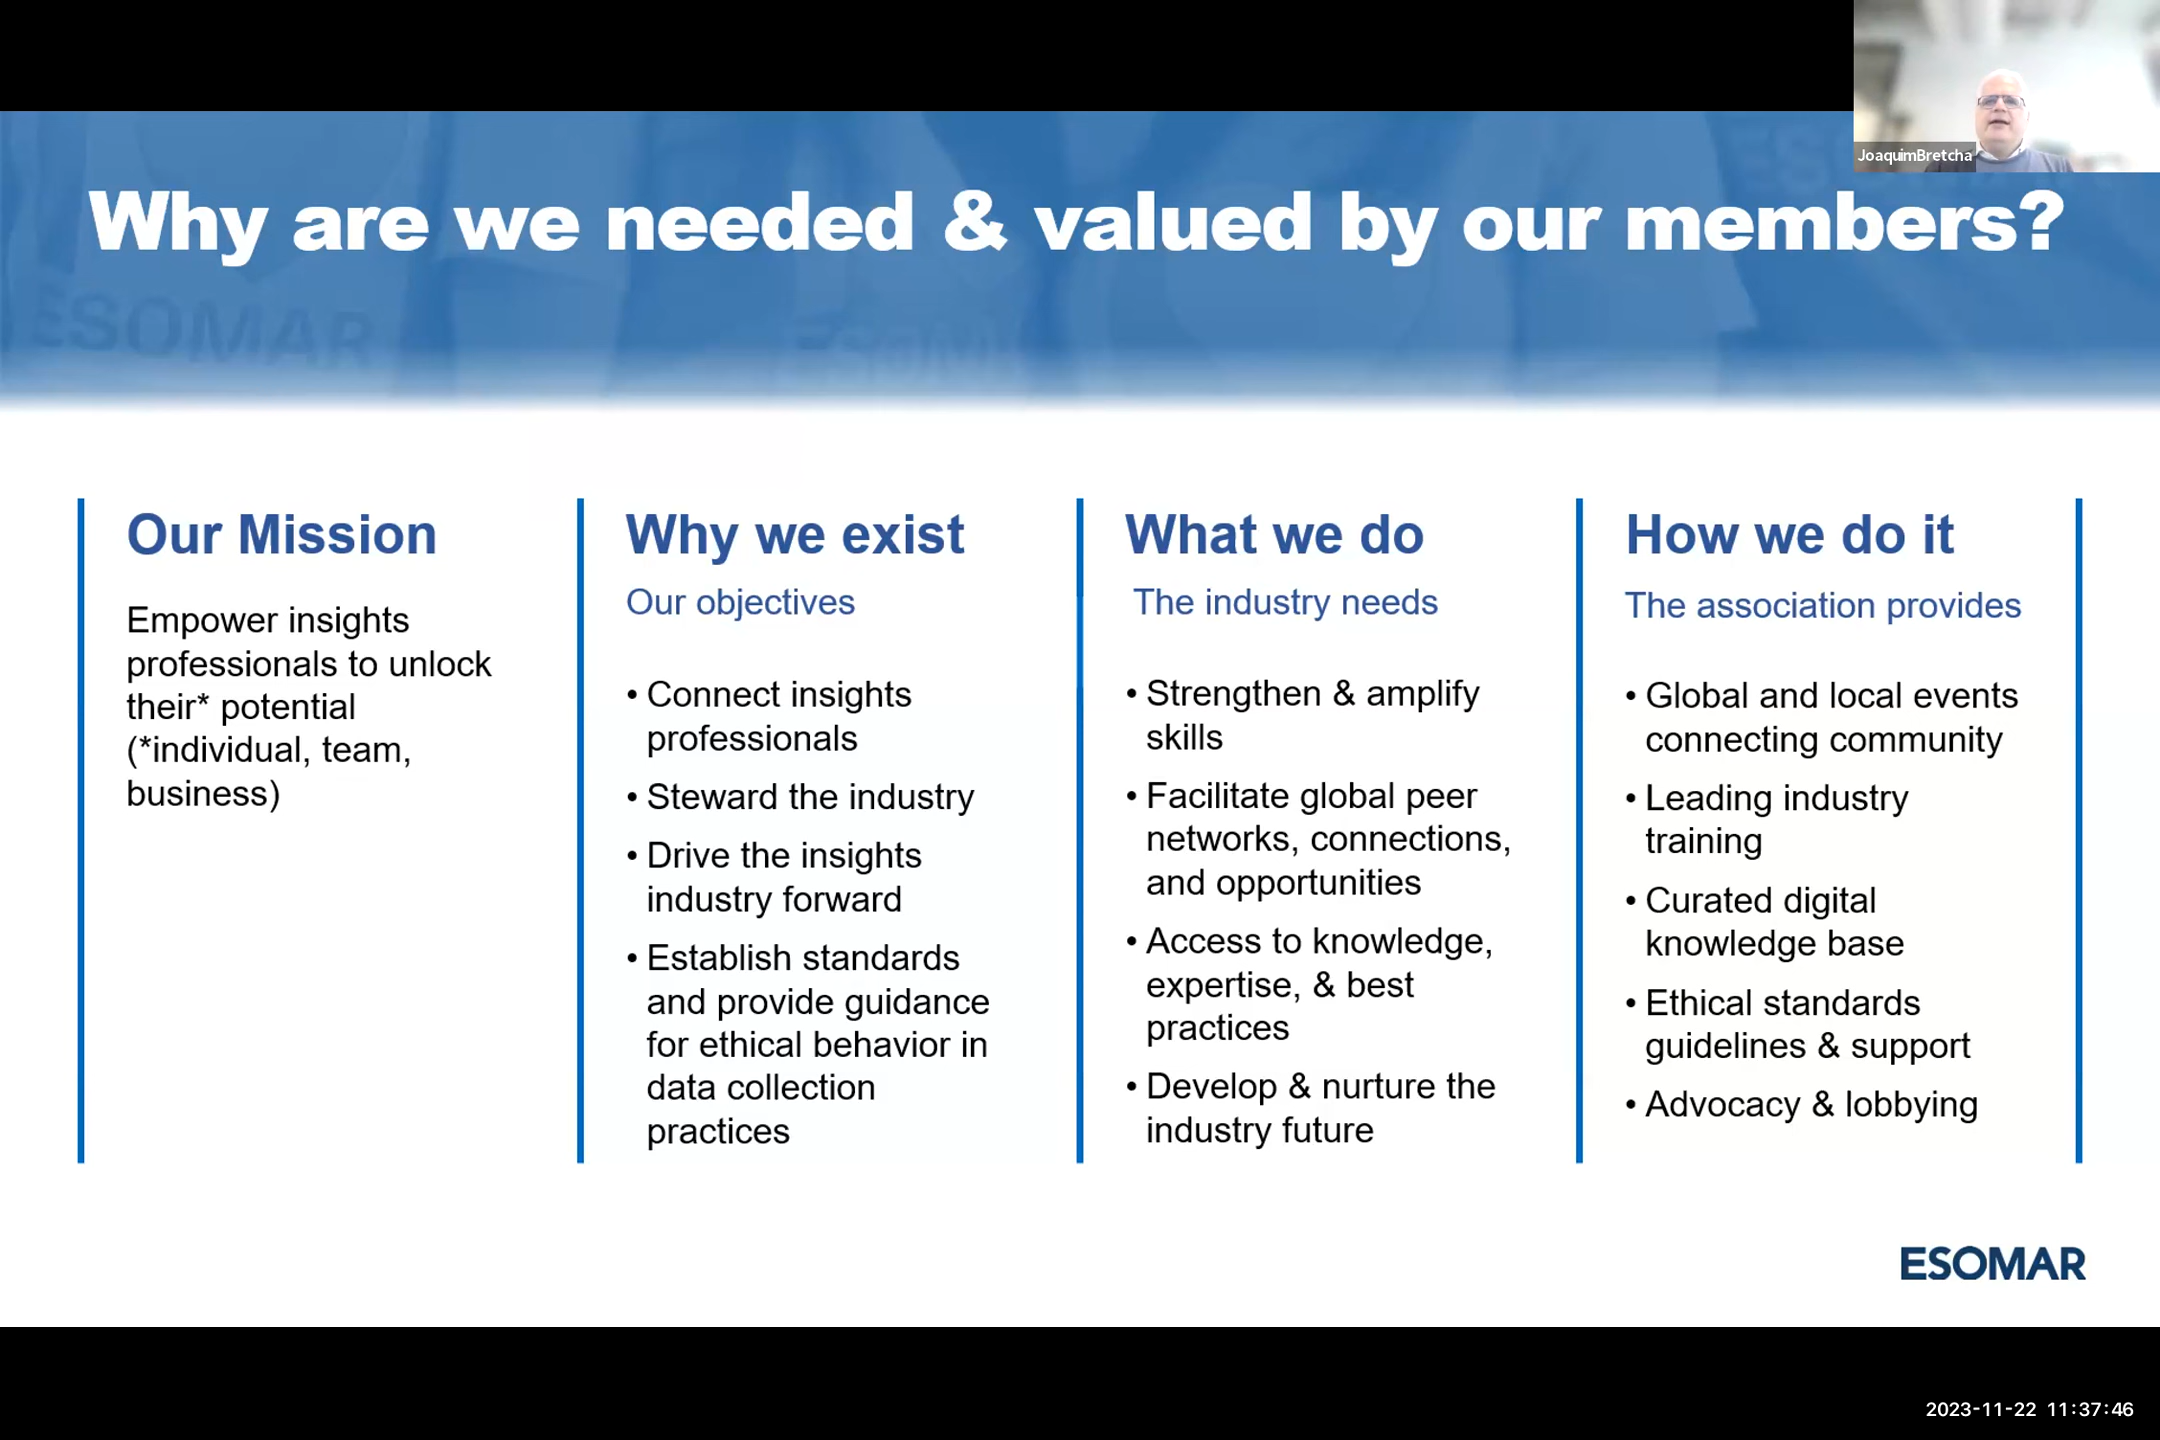 JoaquimBretcha
Why are we needed & valued by our members?
ESOMAR
Our Mission
Empower insights
professionals to unlock
their* potential
(*individual, team,
business)
Why we exist
Our objectives
• Connect insights
professionals
• Steward the industry
• Drive the insights
industry forward
• Establish standards
and provide guidance
for ethical behavior in
data collection
practices
What we do
The industry needs
• Strengthen & amplify
skills
• Facilitate global peer
networks, connections,
and opportunities
• Access to knowledge,
expertise, & best
practices
• Develop & nurture the
industry future
How we do it
The association provides
• Global and local events
connecting community
• Leading industry
training
• Curated digital
knowledge base
• Ethical standards
guidelines & support
• Advocacy & lobbying
ESOMAR
2023-11-22 11:37:46